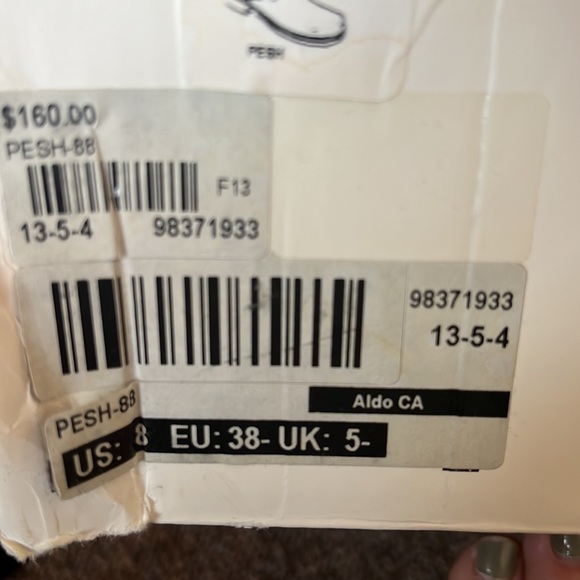 PESH
$160.00
PESH-88
F13
13-5-4 98371933
98371933
13-5-4
Aldo CA
PESH-88
US: 8 EU: 38- UK: 5-